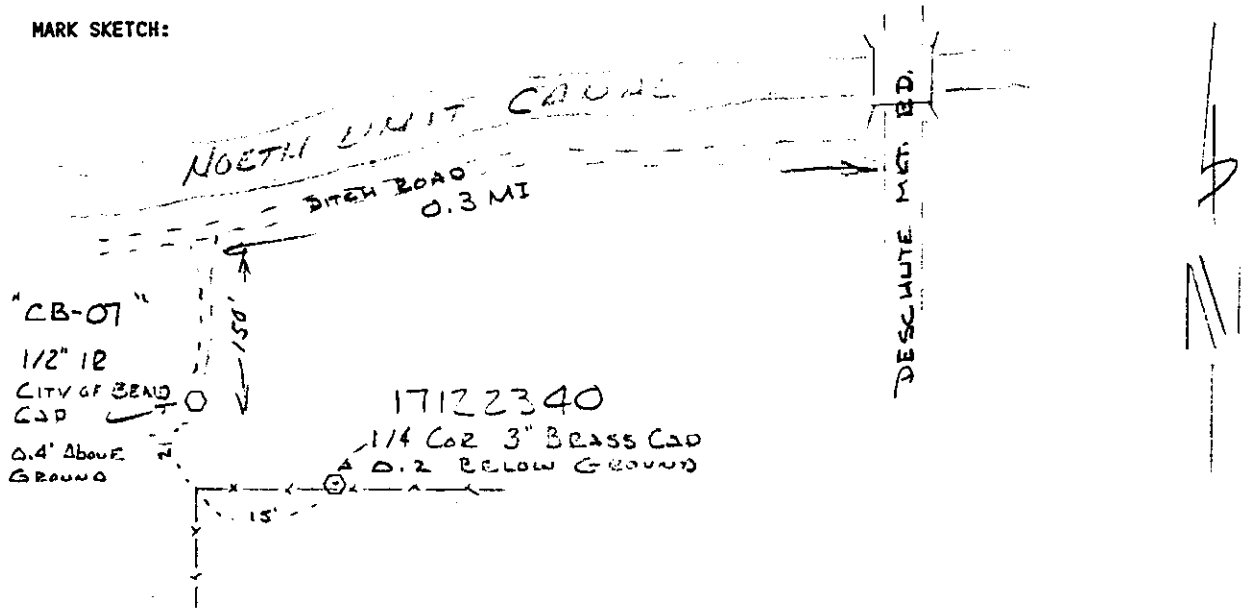 MARK SKETCH:
NORTH UNIT CANAL
DITCH ROAD
0.3 MI
DESCHUTE MKT. RD.
"CB-07"
1/2" IR
CITY OF BEND
CAP
0.4' ABOVE
GROUND
150'
17122340
1/4 COR 3" BRASS CAP
0.2 BELOW GROUND
15'
N